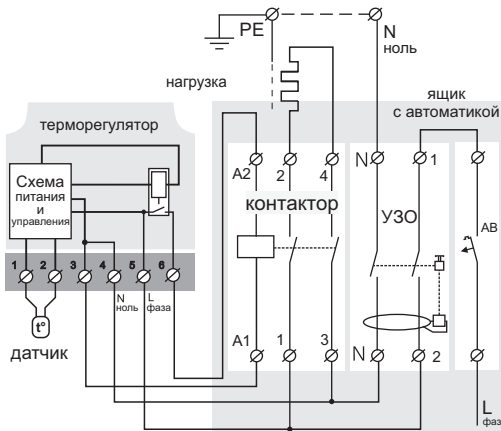 PE
N
ноль
нагрузка
ящик
с автоматикой
терморегулятор
Схема
питания
и
управления
A2
2
4
N
1
контактор
УЗО
АВ
1
2
3
4
5
6
N
ноль
L
фаза
t°
датчик
A1
1
3
N
2
L
фаз